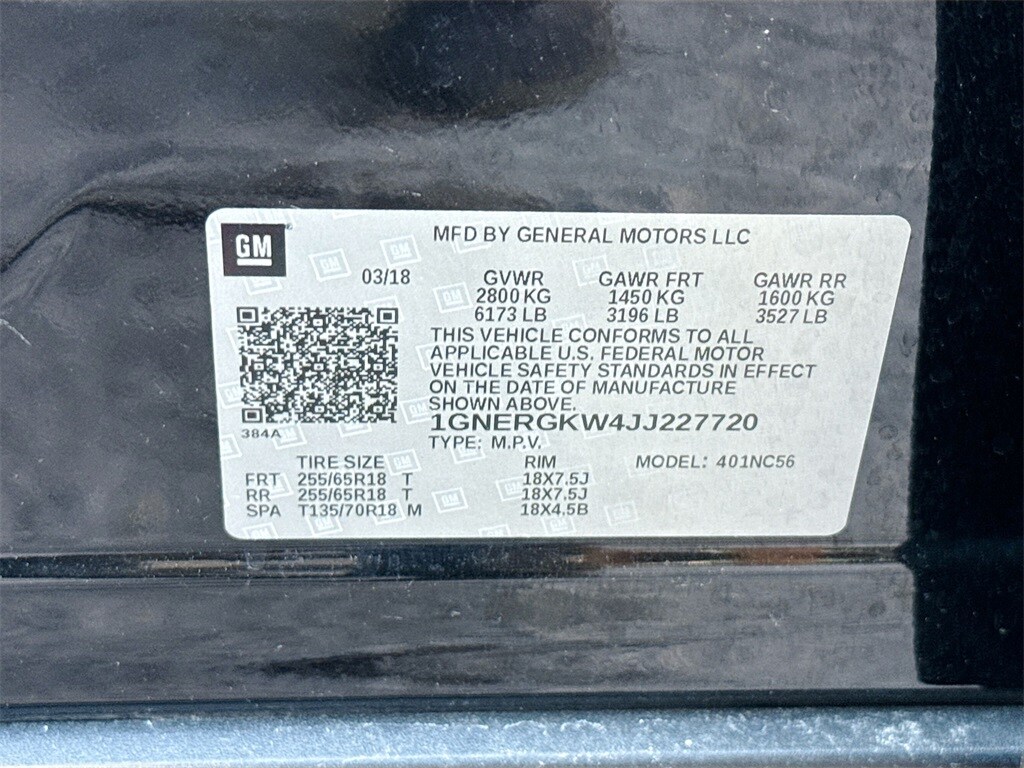 GM
MFD BY GENERAL MOTORS LLC
03/18 GVWR GAWR FRT GAWR RR
2800 KG 1450 KG 1600 KG
6173 LB 3196 LB 3527 LB
THIS VEHICLE CONFORMS TO ALL
APPLICABLE U.S. FEDERAL MOTOR
VEHICLE SAFETY STANDARDS IN EFFECT
ON THE DATE OF MANUFACTURE
SHOWN ABOVE.
1GNERGKW4JJ227720
384A
TYPE: M.P.V.
TIRE SIZE RIM MODEL: 401NC56
FRT 255/65R18 T 18X7.5J
RR 255/65R18 T 18X7.5J
SPA T135/70R18 M 18X4.5B